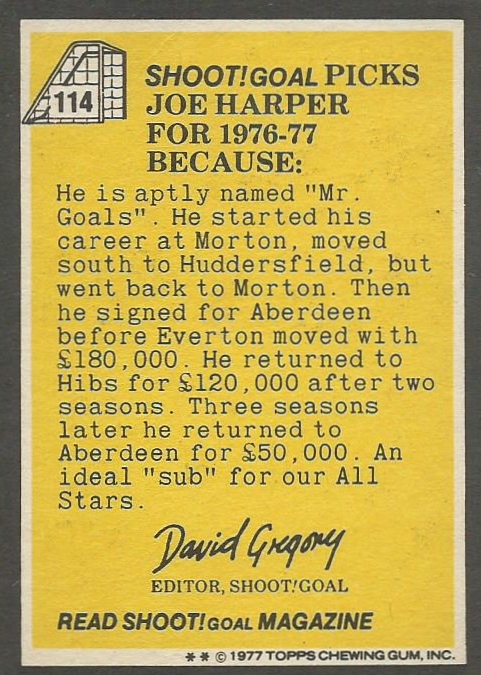 114
SHOOT! GOAL PICKS
JOE HARPER
FOR 1976-77
BECAUSE:
He is aptly named "Mr.
Goals". He started his
career at Morton, moved
south to Huddersfield, but
went back to Morton. Then
he signed for Aberdeen
before Everton moved with
£180,000. He returned to
Hibs for £120,000 after two
seasons. Three seasons
later he returned to
Aberdeen for £50,000. An
ideal "sub" for our All
Stars.
David Gregory
EDITOR, SHOOT!GOAL
READ SHOOT! GOAL MAGAZINE
** © 1977 TOPPS CHEWING GUM, INC.